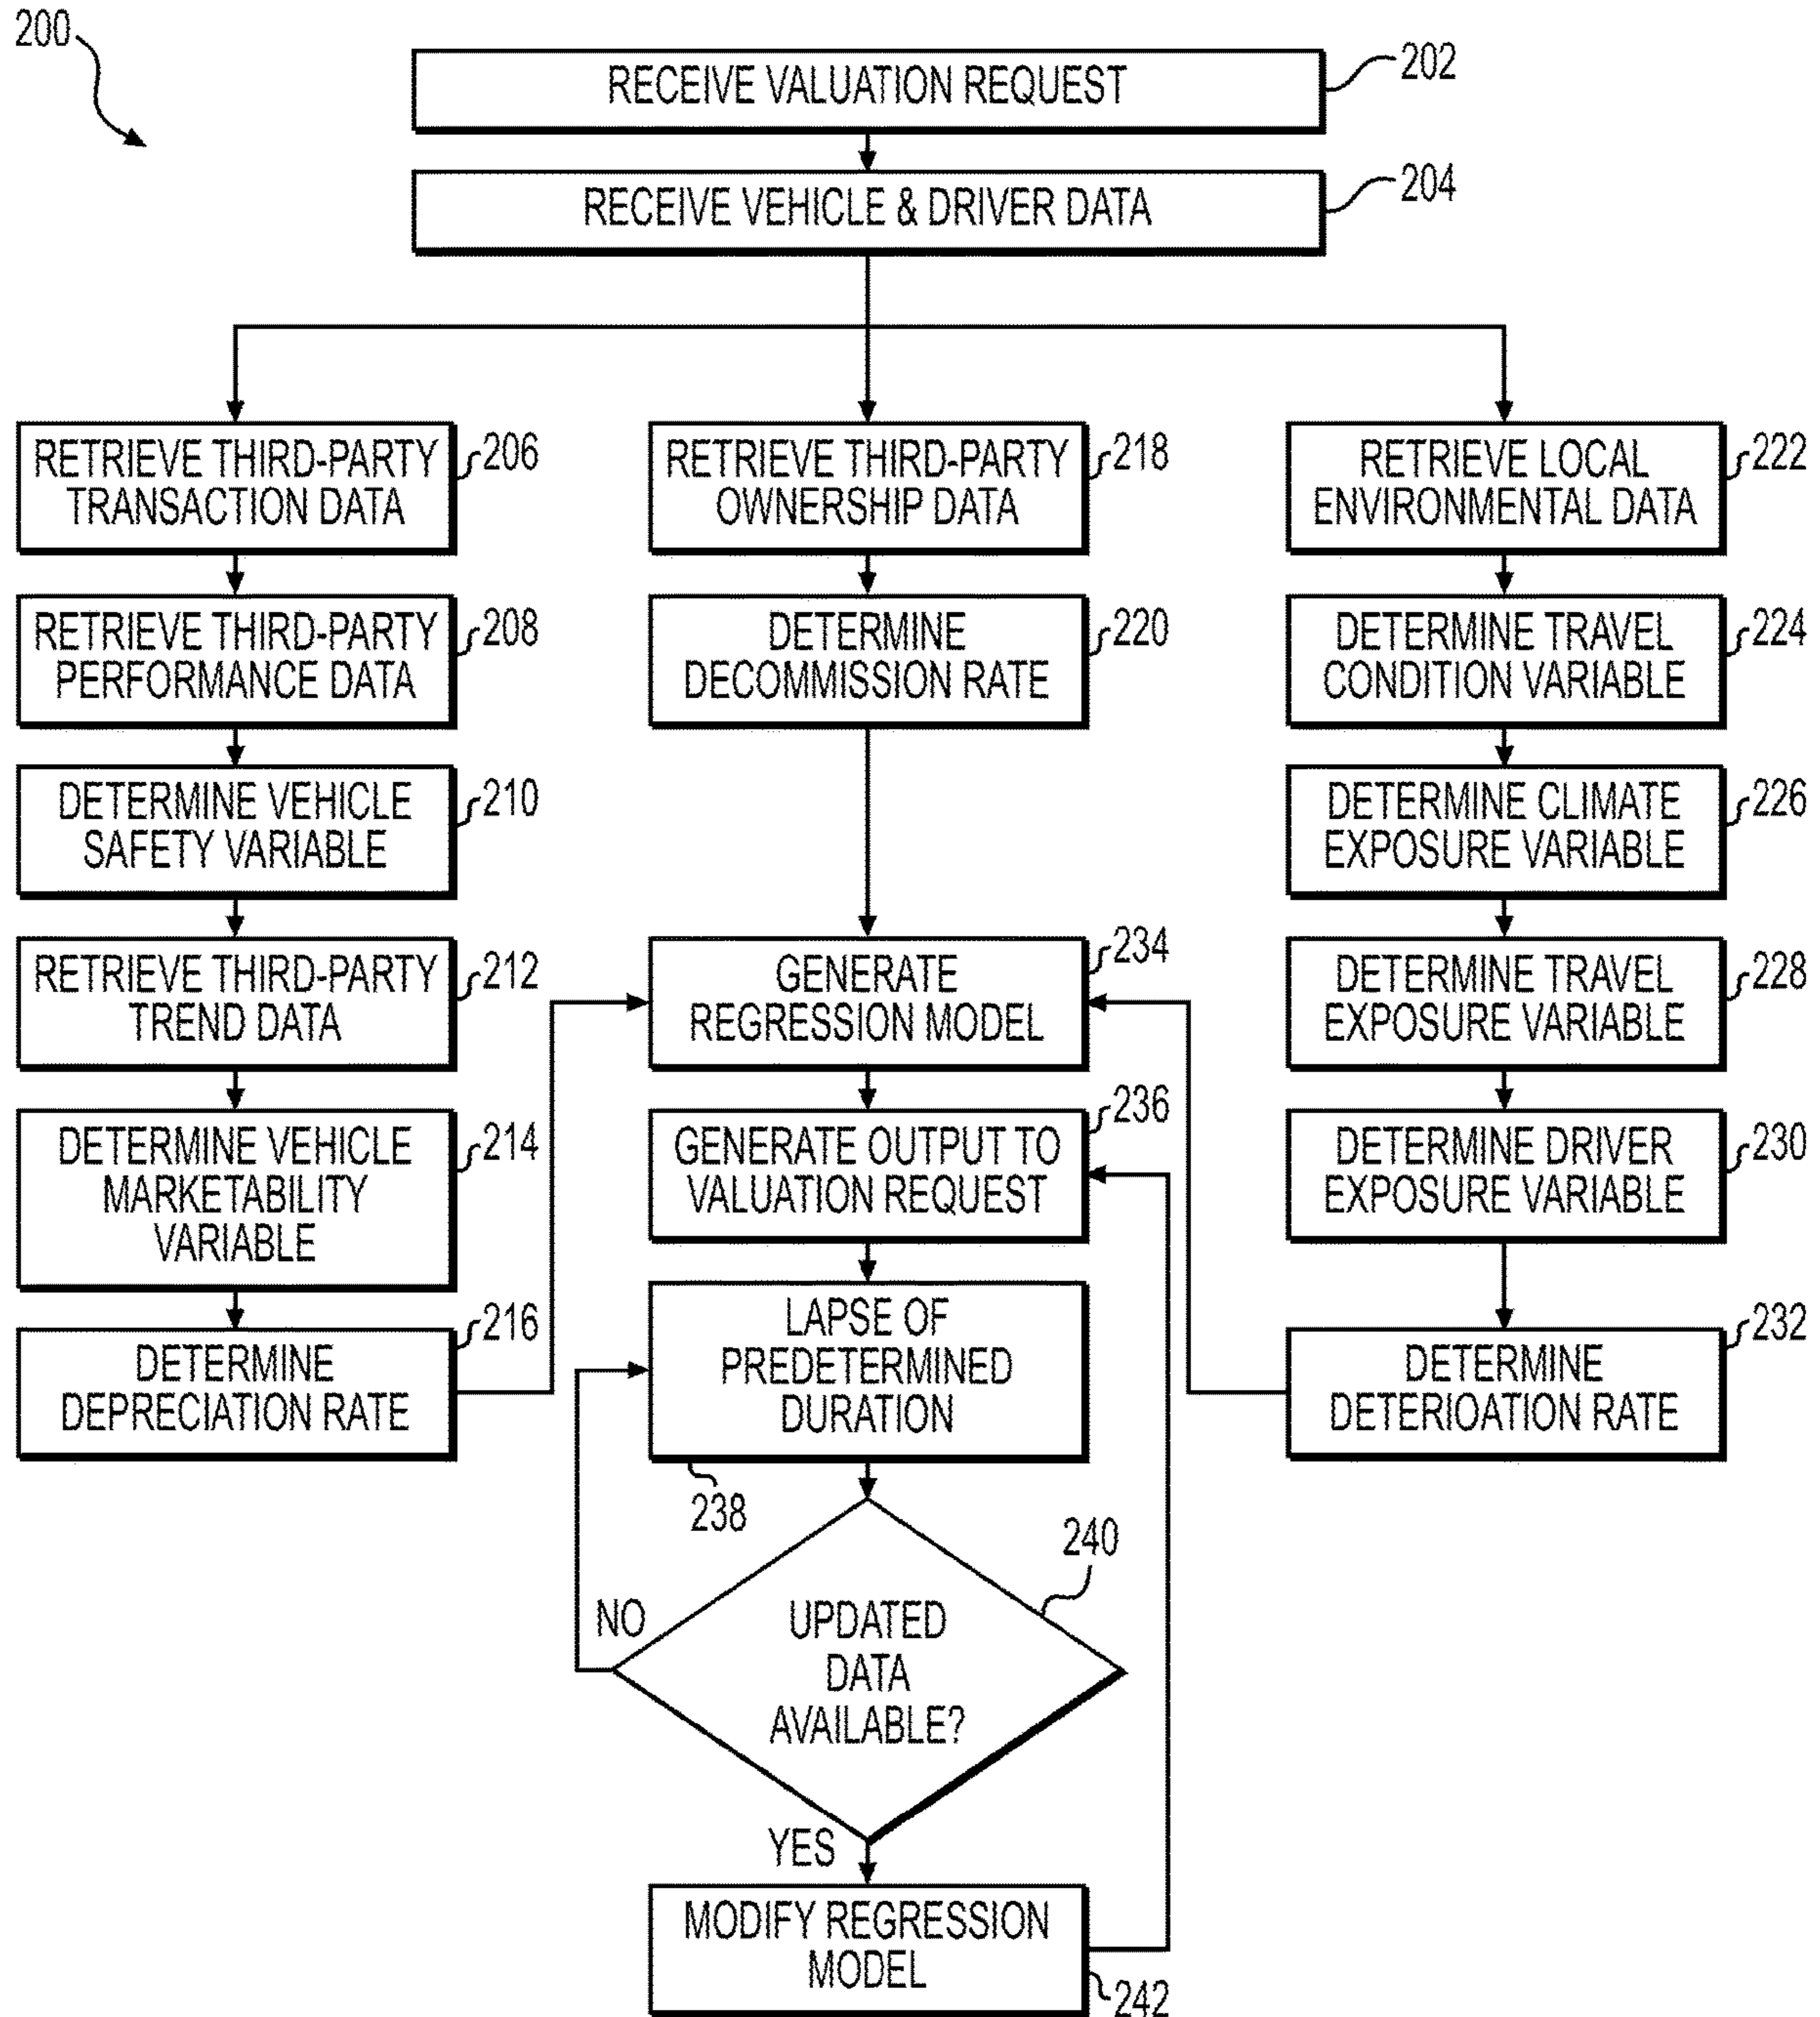 200
RECEIVE VALUATION REQUEST
202
RECEIVE VEHICLE & DRIVER DATA
204
RETRIEVE THIRD-PARTY
TRANSACTION DATA
206
RETRIEVE THIRD-PARTY
PERFORMANCE DATA
208
DETERMINE VEHICLE
SAFETY VARIABLE
210
RETRIEVE THIRD-PARTY
TREND DATA
212
DETERMINE VEHICLE
MARKETABILITY
VARIABLE
214
DETERMINE
DEPRECIATION RATE
216
RETRIEVE THIRD-PARTY
OWNERSHIP DATA
218
DETERMINE
DECOMMISSION RATE
220
RETRIEVE LOCAL
ENVIRONMENTAL DATA
222
DETERMINE TRAVEL
CONDITION VARIABLE
224
DETERMINE CLIMATE
EXPOSURE VARIABLE
226
DETERMINE TRAVEL
EXPOSURE VARIABLE
228
DETERMINE DRIVER
EXPOSURE VARIABLE
230
DETERMINE
DETERIOATION RATE
232
GENERATE
REGRESSION MODEL
234
GENERATE OUTPUT TO
VALUATION REQUEST
236
LAPSE OF
PREDETERMINED
DURATION
238
UPDATED
DATA
AVAILABLE?
240
NO
YES
MODIFY REGRESSION
MODEL
242